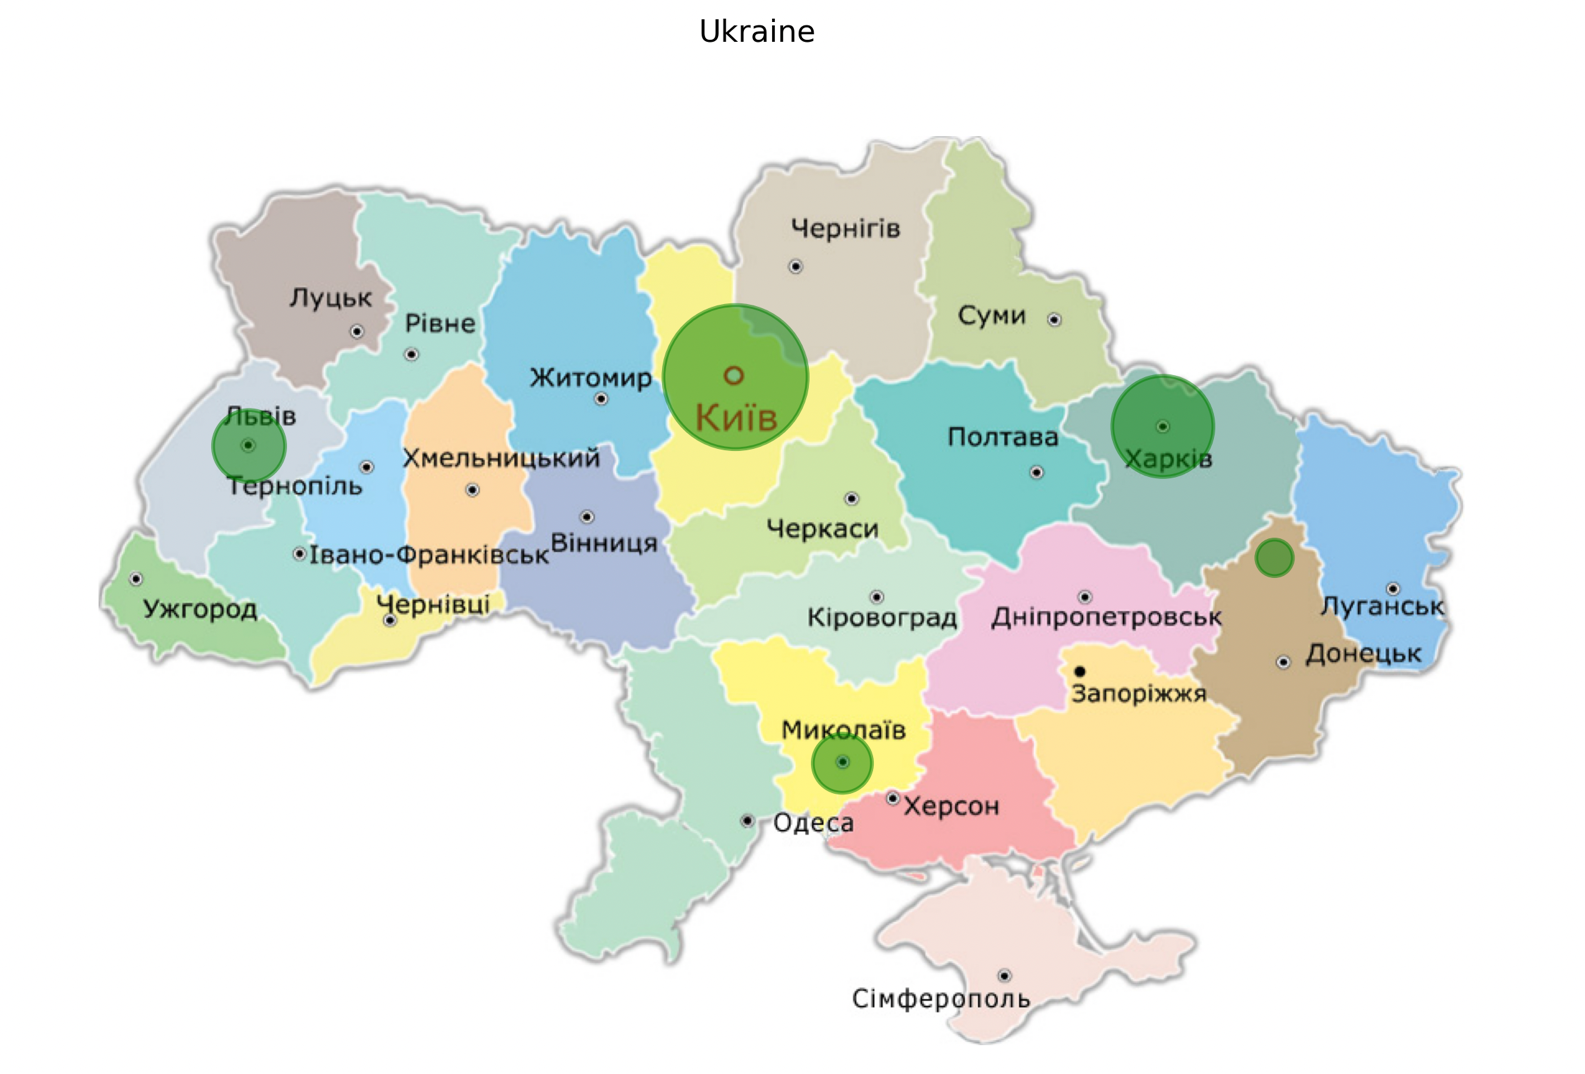 Ukraine
Чернігів
Луцьк
Суми
Рівне
Житомир
Львів
Київ
Полтава
Хмельницький
Харків
Тернопіль
Черкаси
Вінниця
Івано-Франківськ
Чернівці
Ужгород
Кіровоград
Дніпропетровськ
Луганськ
Донецьк
Запоріжжя
Миколаїв
Херсон
Одеса
Сімферополь